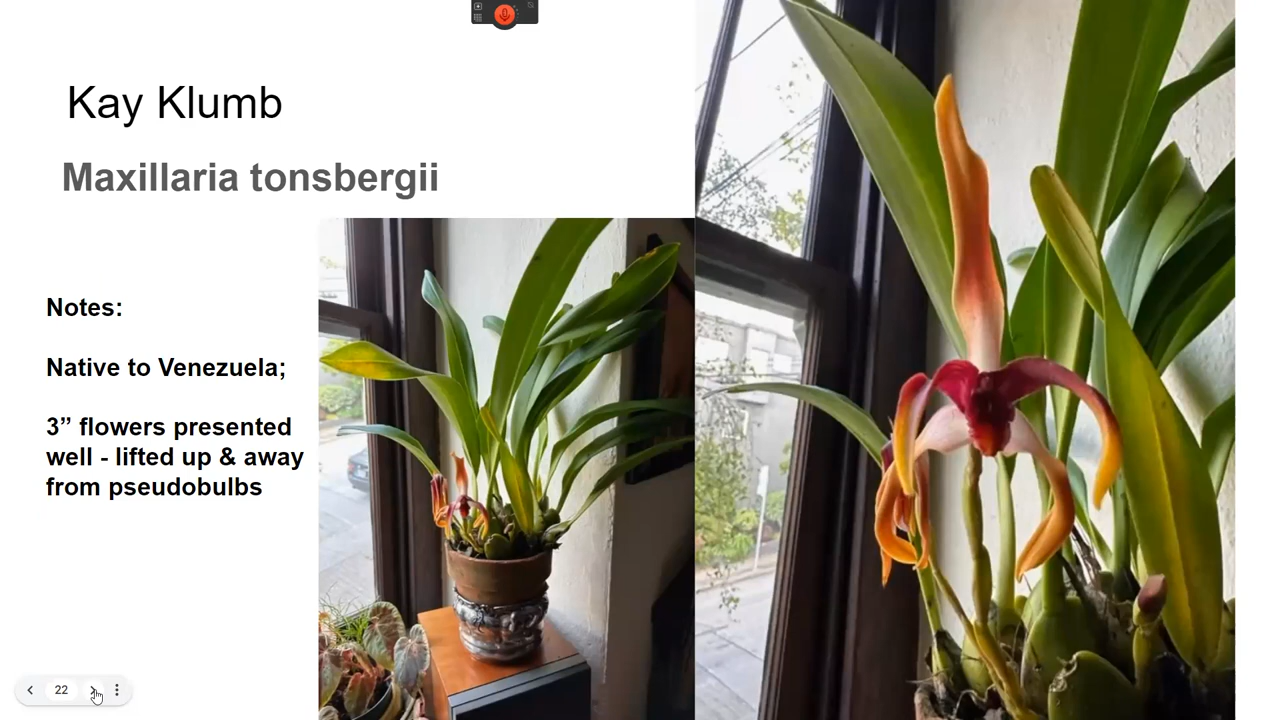 Kay Klumb
Maxillaria tonsbergii
Notes:
Native to Venezuela;
3” flowers presented
well - lifted up & away
from pseudobulbs
22